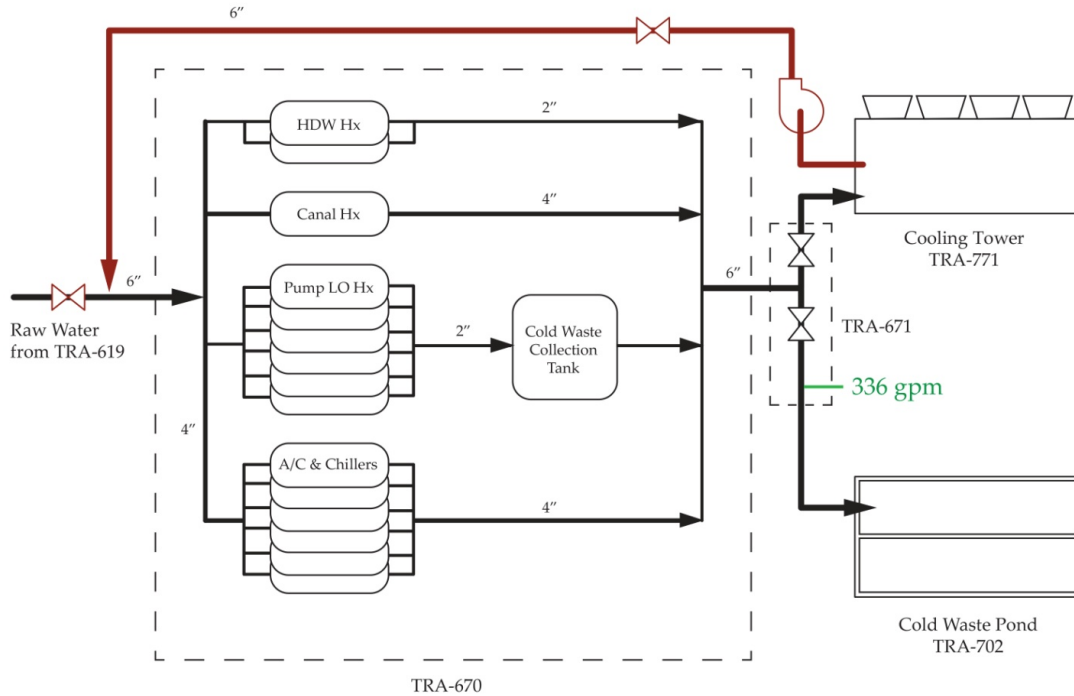 6”
HDW Hx
2”
Canal Hx
4”
Cooling Tower
TRA-771
6”
Raw Water
from TRA-619
Pump LO Hx
2”
Cold Waste
Collection
Tank
6”
TRA-671
336 gpm
4”
A/C & Chillers
4”
Cold Waste Pond
TRA-702
TRA-670